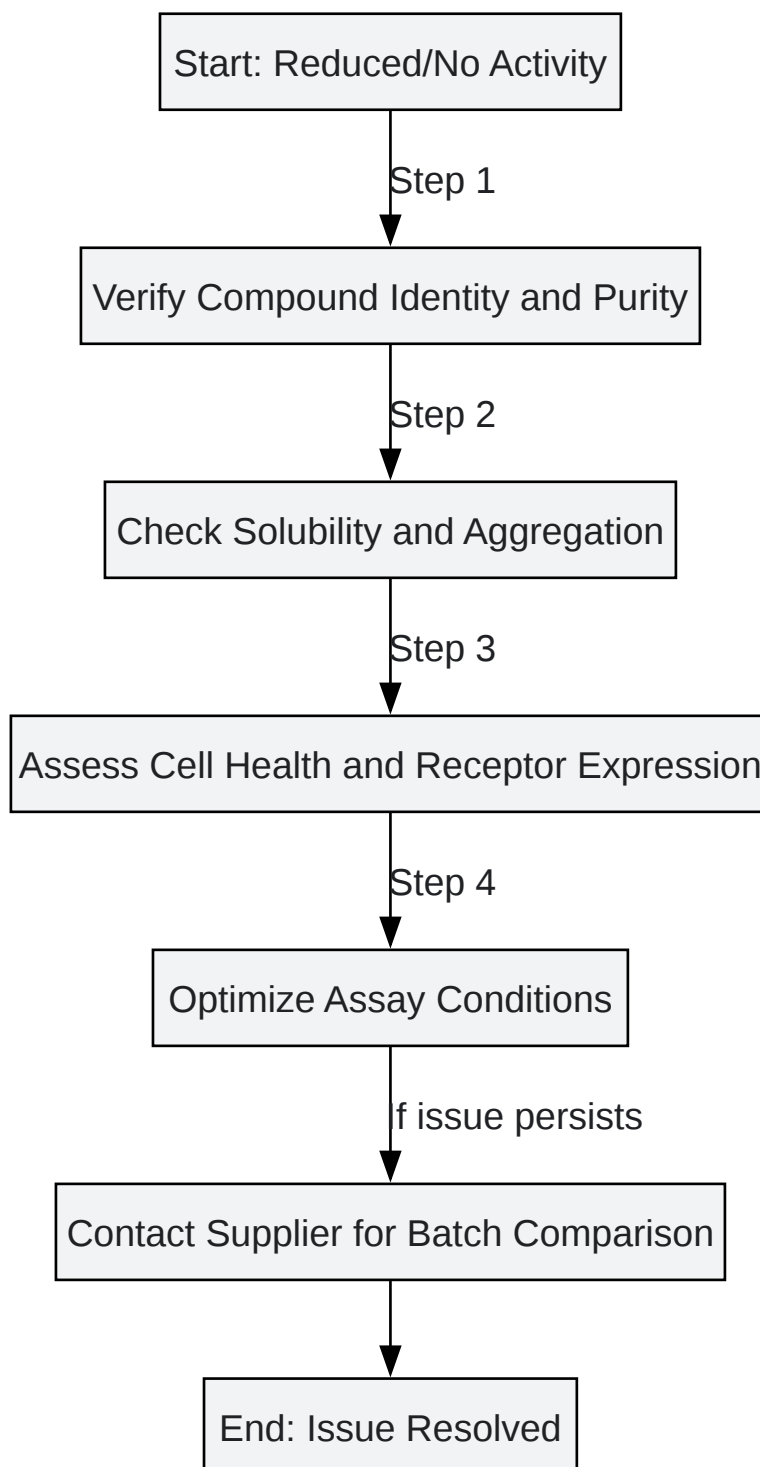 Start: Reduced/No Activity
Step 1
Verify Compound Identity and Purity
Step 2
Check Solubility and Aggregation
Step 3
Assess Cell Health and Receptor Expression
Step 4
Optimize Assay Conditions
If issue persists
Contact Supplier for Batch Comparison
End: Issue Resolved